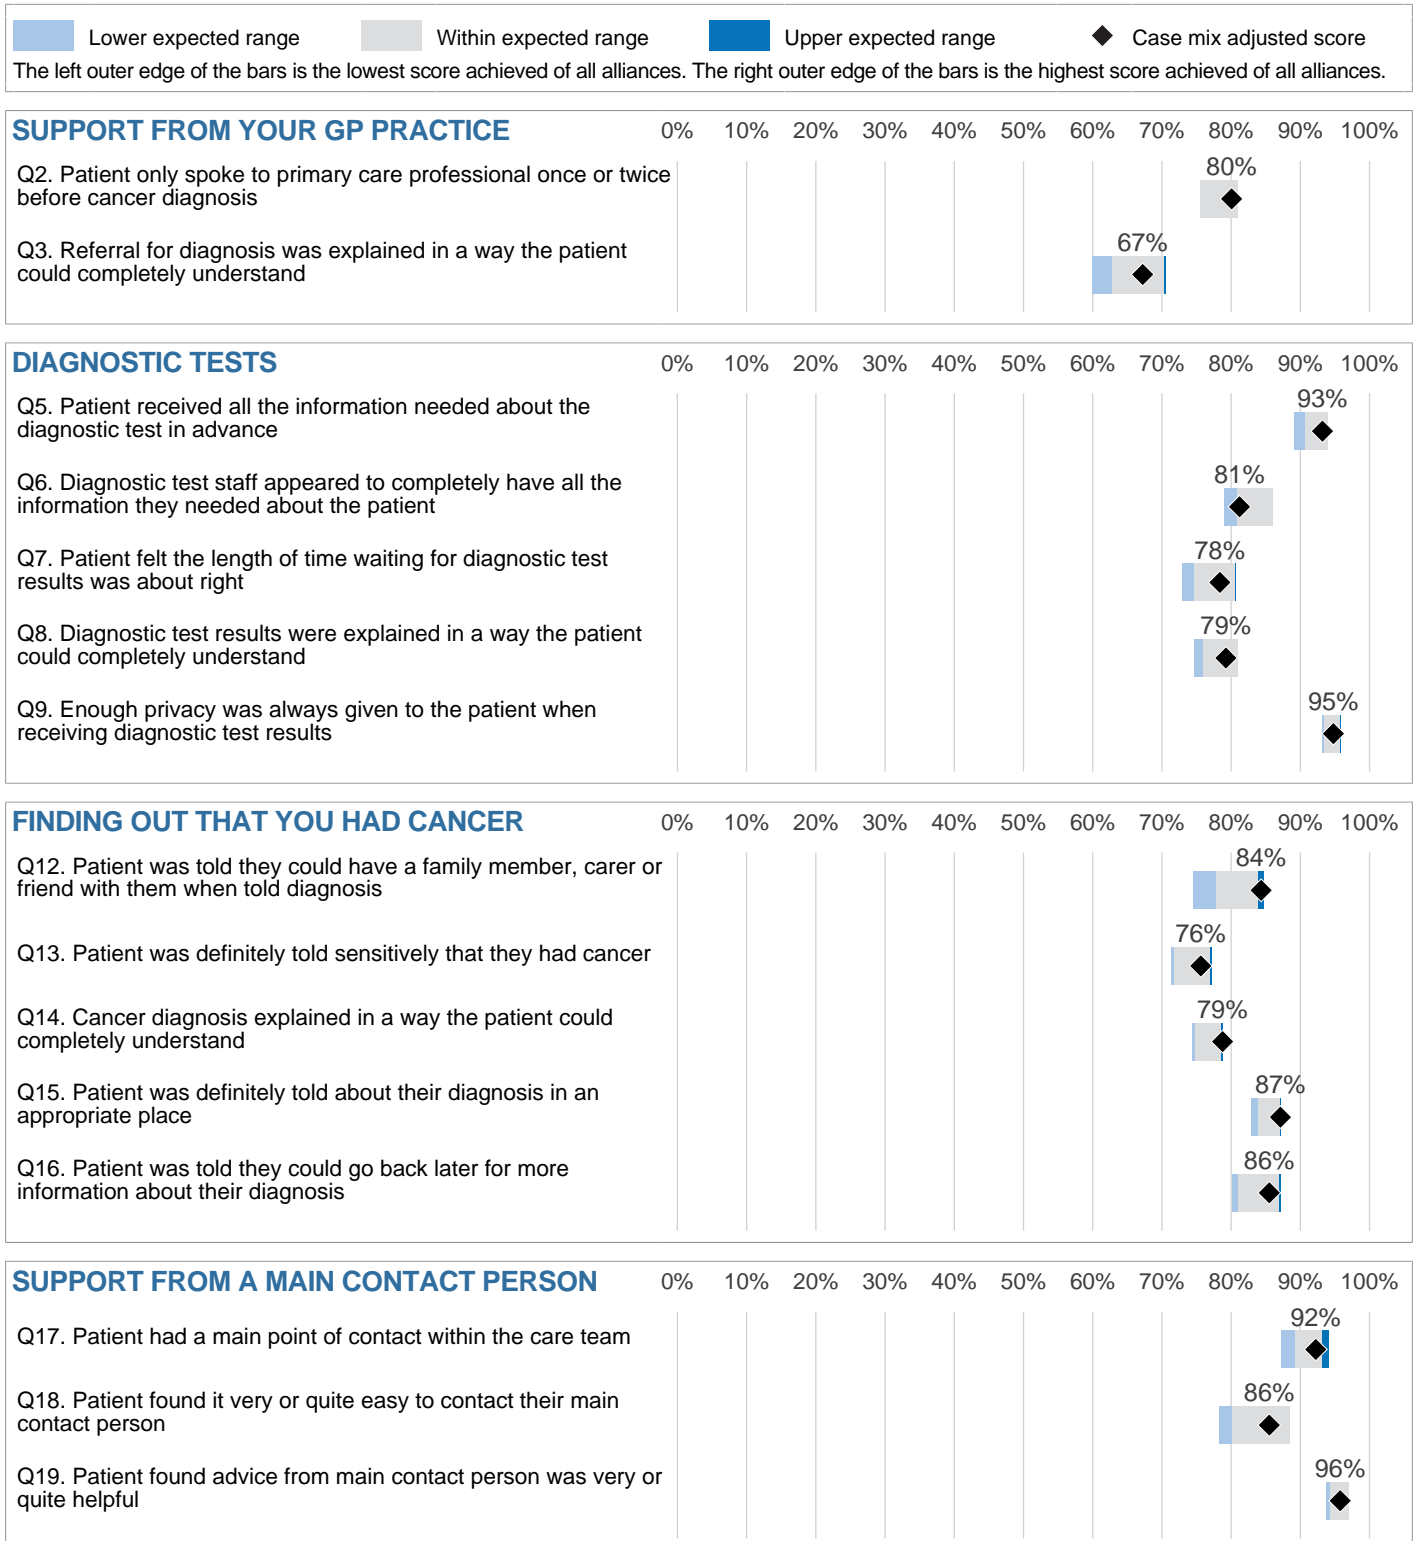 Lower expected range Within expected range Upper expected range Case mix adjusted score
The left outer edge of the bars is the lowest score achieved of all alliances. The right outer edge of the bars is the highest score achieved of all alliances.
SUPPORT FROM YOUR GP PRACTICE 0% 10% 20% 30% 40% 50% 60% 70% 80% 90% 100%
80%
Q2. Patient only spoke to primary care professional once or twice
before cancer diagnosis
67%
Q3. Referral for diagnosis was explained in a way the patient
could completely understand
DIAGNOSTIC TESTS 0% 10% 20% 30% 40% 50% 60% 70% 80% 90% 100%
93%
Q5. Patient received all the information needed about the
diagnostic test in advance
81%
Q6. Diagnostic test staff appeared to completely have all the
information they needed about the patient
78%
Q7. Patient felt the length of time waiting for diagnostic test
results was about right
79%
Q8. Diagnostic test results were explained in a way the patient
could completely understand
95%
Q9. Enough privacy was always given to the patient when
receiving diagnostic test results
FINDING OUT THAT YOU HAD CANCER 0% 10% 20% 30% 40% 50% 60% 70% 80% 90% 100%
84%
Q12. Patient was told they could have a family member, carer or
friend with them when told diagnosis
76%
Q13. Patient was definitely told sensitively that they had cancer
79%
Q14. Cancer diagnosis explained in a way the patient could
completely understand
87%
Q15. Patient was definitely told about their diagnosis in an
appropriate place
86%
Q16. Patient was told they could go back later for more
information about their diagnosis
SUPPORT FROM A MAIN CONTACT PERSON 0% 10% 20% 30% 40% 50% 60% 70% 80% 90% 100%
92%
Q17. Patient had a main point of contact within the care team
86%
Q18. Patient found it very or quite easy to contact their main
contact person
96%
Q19. Patient found advice from main contact person was very or
quite helpful